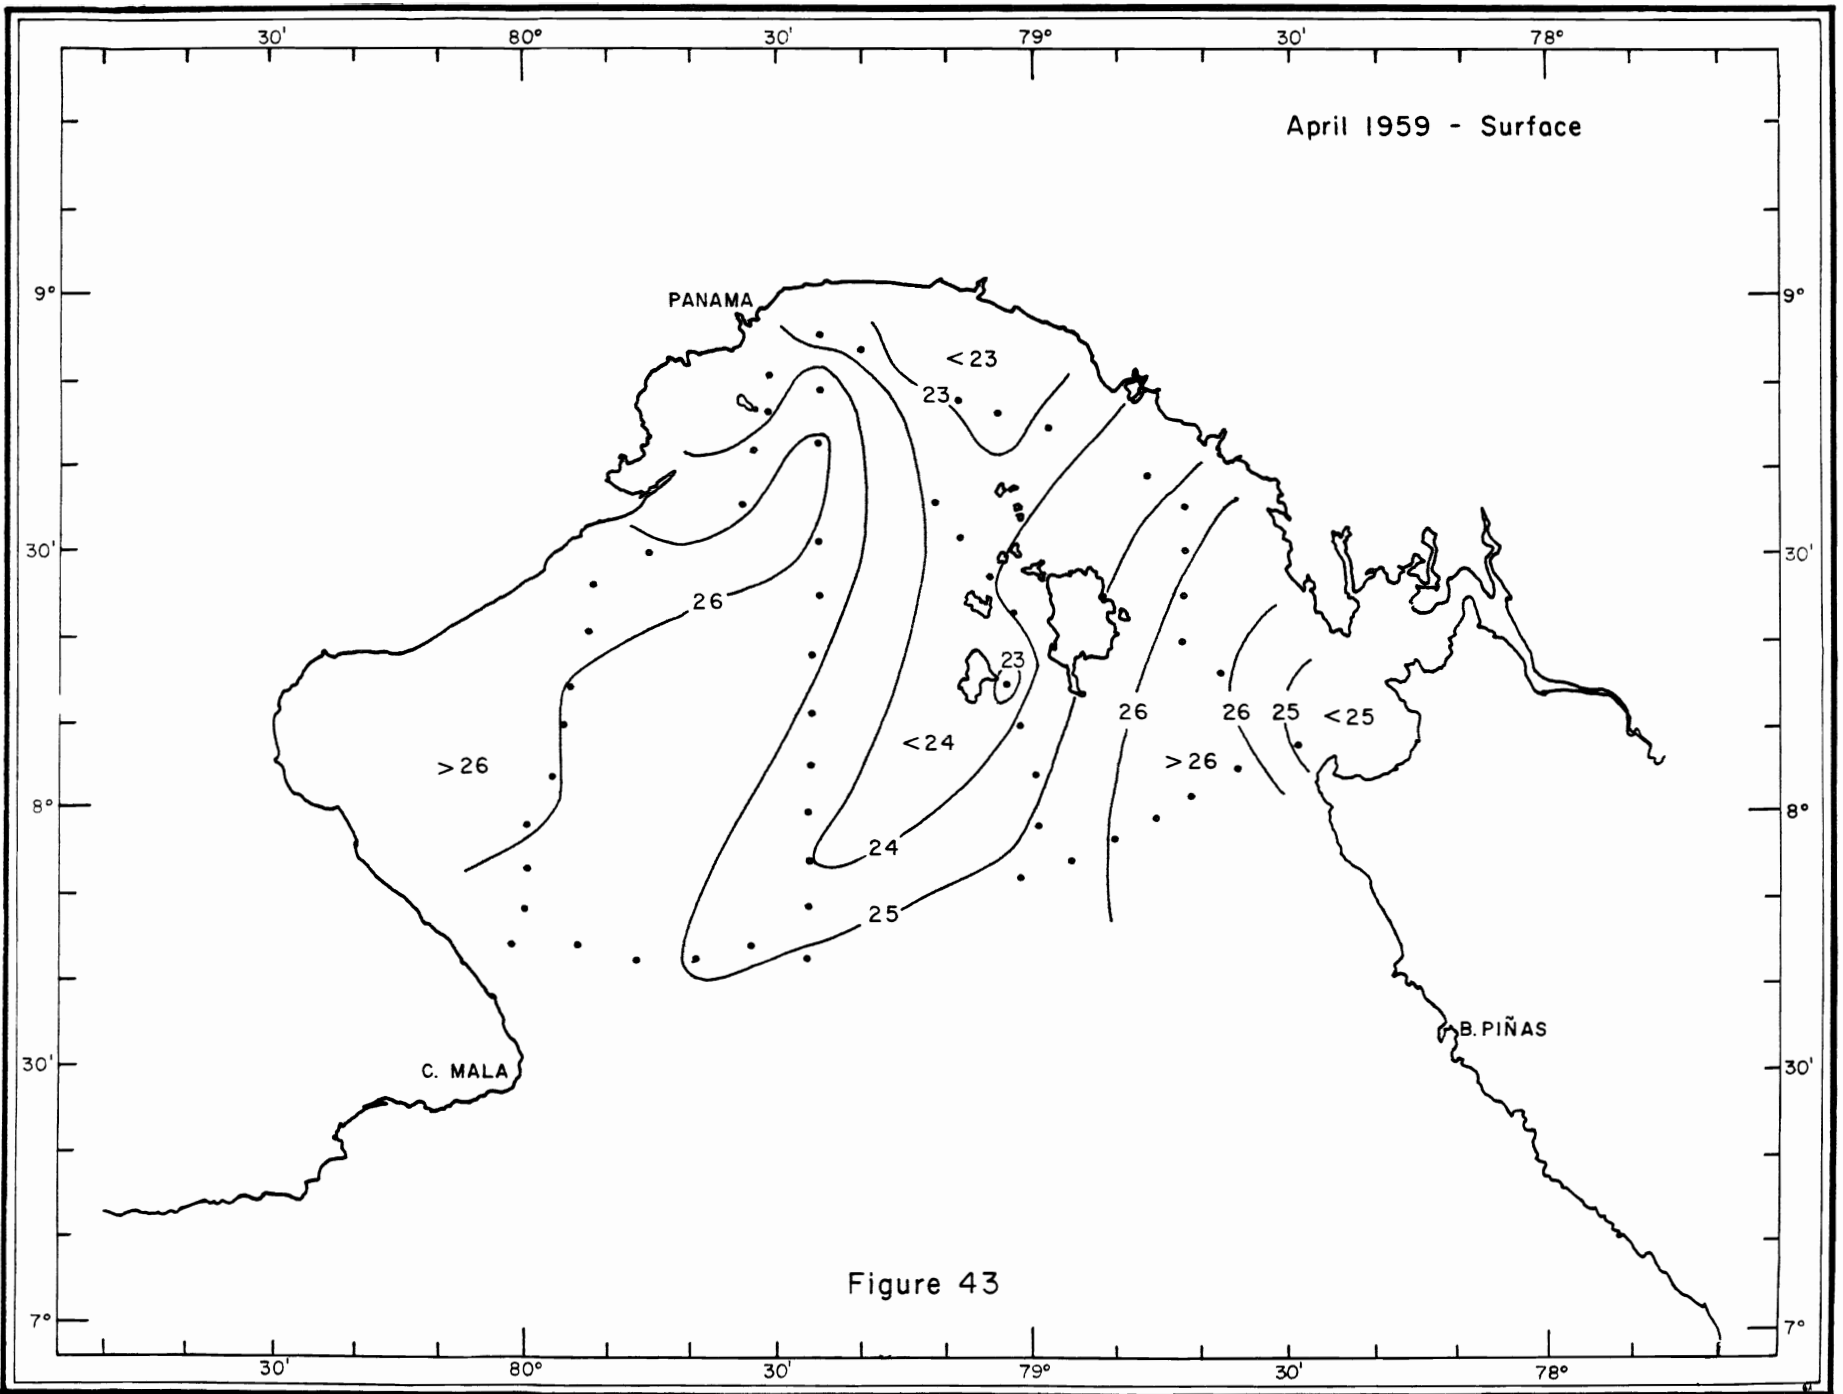 30' 80° 30' 79° 30' 78°
April 1959 - Surface
9° PANAMA 9°
<23
23
30' 30'
26
23
26 26 25 <25
<24
>26 >26
8° 8°
24
25
B. PIÑAS
30' C. MALA 30'
Figure 43
7° 7°
30' 80° 30' 79° 30' 78°